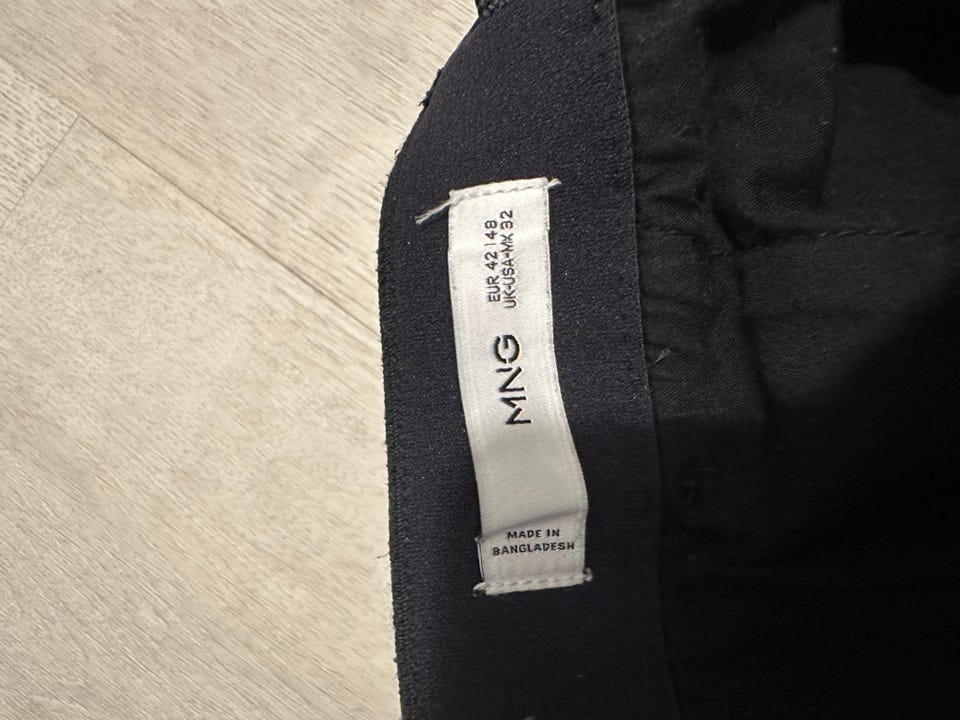 MNG
EUR 42 | 48
UK-USA-MX 32
MADE IN
BANGLADESH